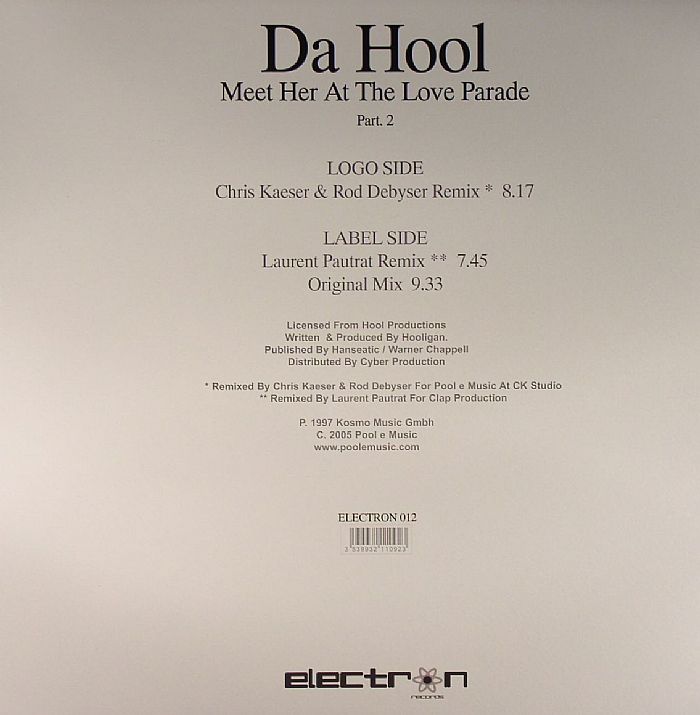 Da Hool
Meet Her At The Love Parade
Part. 2
LOGO SIDE
Chris Kaeser & Rod Debyser Remix * 8.17
LABEL SIDE
Laurent Pautrat Remix ** 7.45
Original Mix 9.33
Licensed From Hool Productions
Written & Produced By Hooligan.
Published By Hanseatic / Warner Chappell
Distributed By Cyber Production
* Remixed By Chris Kaeser & Rod Debyser For Pool e Music At CK Studio
** Remixed By Laurent Pautrat For Clap Production
P. 1997 Kosmo Music Gmbh
C. 2005 Pool e Music
www.poolemusic.com
ELECTRON 012
3 538932 110923
electron
records